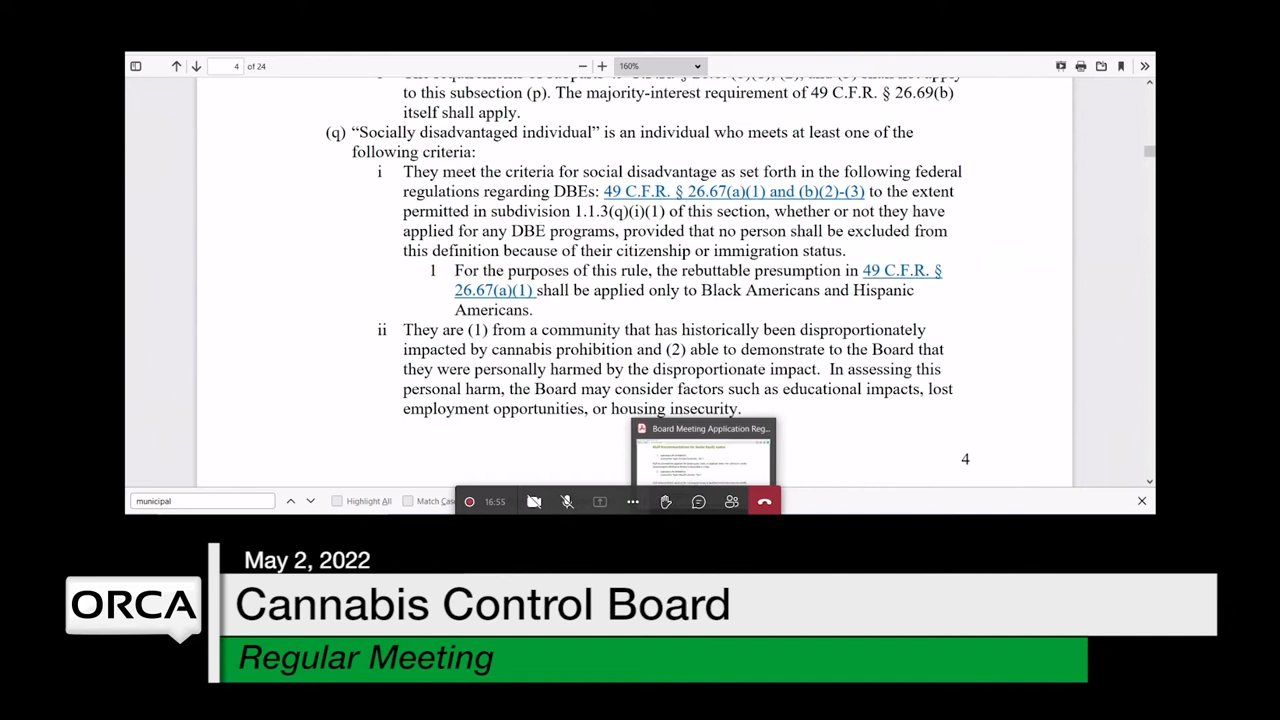 4 of 24
160%
to this subsection (p). The majority-interest requirement of 49 C.F.R. § 26.69(b)
itself shall apply.
(q) “Socially disadvantaged individual” is an individual who meets at least one of the
following criteria:
i They meet the criteria for social disadvantage as set forth in the following federal
regulations regarding DBEs: 49 C.F.R. § 26.67(a)(1) and (b)(2)-(3) to the extent
permitted in subdivision 1.1.3(q)(i)(1) of this section, whether or not they have
applied for any DBE programs, provided that no person shall be excluded from
this definition because of their citizenship or immigration status.
1 For the purposes of this rule, the rebuttable presumption in 49 C.F.R. §
26.67(a)(1) shall be applied only to Black Americans and Hispanic
Americans.
ii They are (1) from a community that has historically been disproportionately
impacted by cannabis prohibition and (2) able to demonstrate to the Board that
they were personally harmed by the disproportionate impact. In assessing this
personal harm, the Board may consider factors such as educational impacts, lost
employment opportunities, or housing insecurity.
Board Meeting Application Reg...
4
municipal
Highlight All
Match Case
16:55
May 2, 2022
ORCA
Cannabis Control Board
Regular Meeting